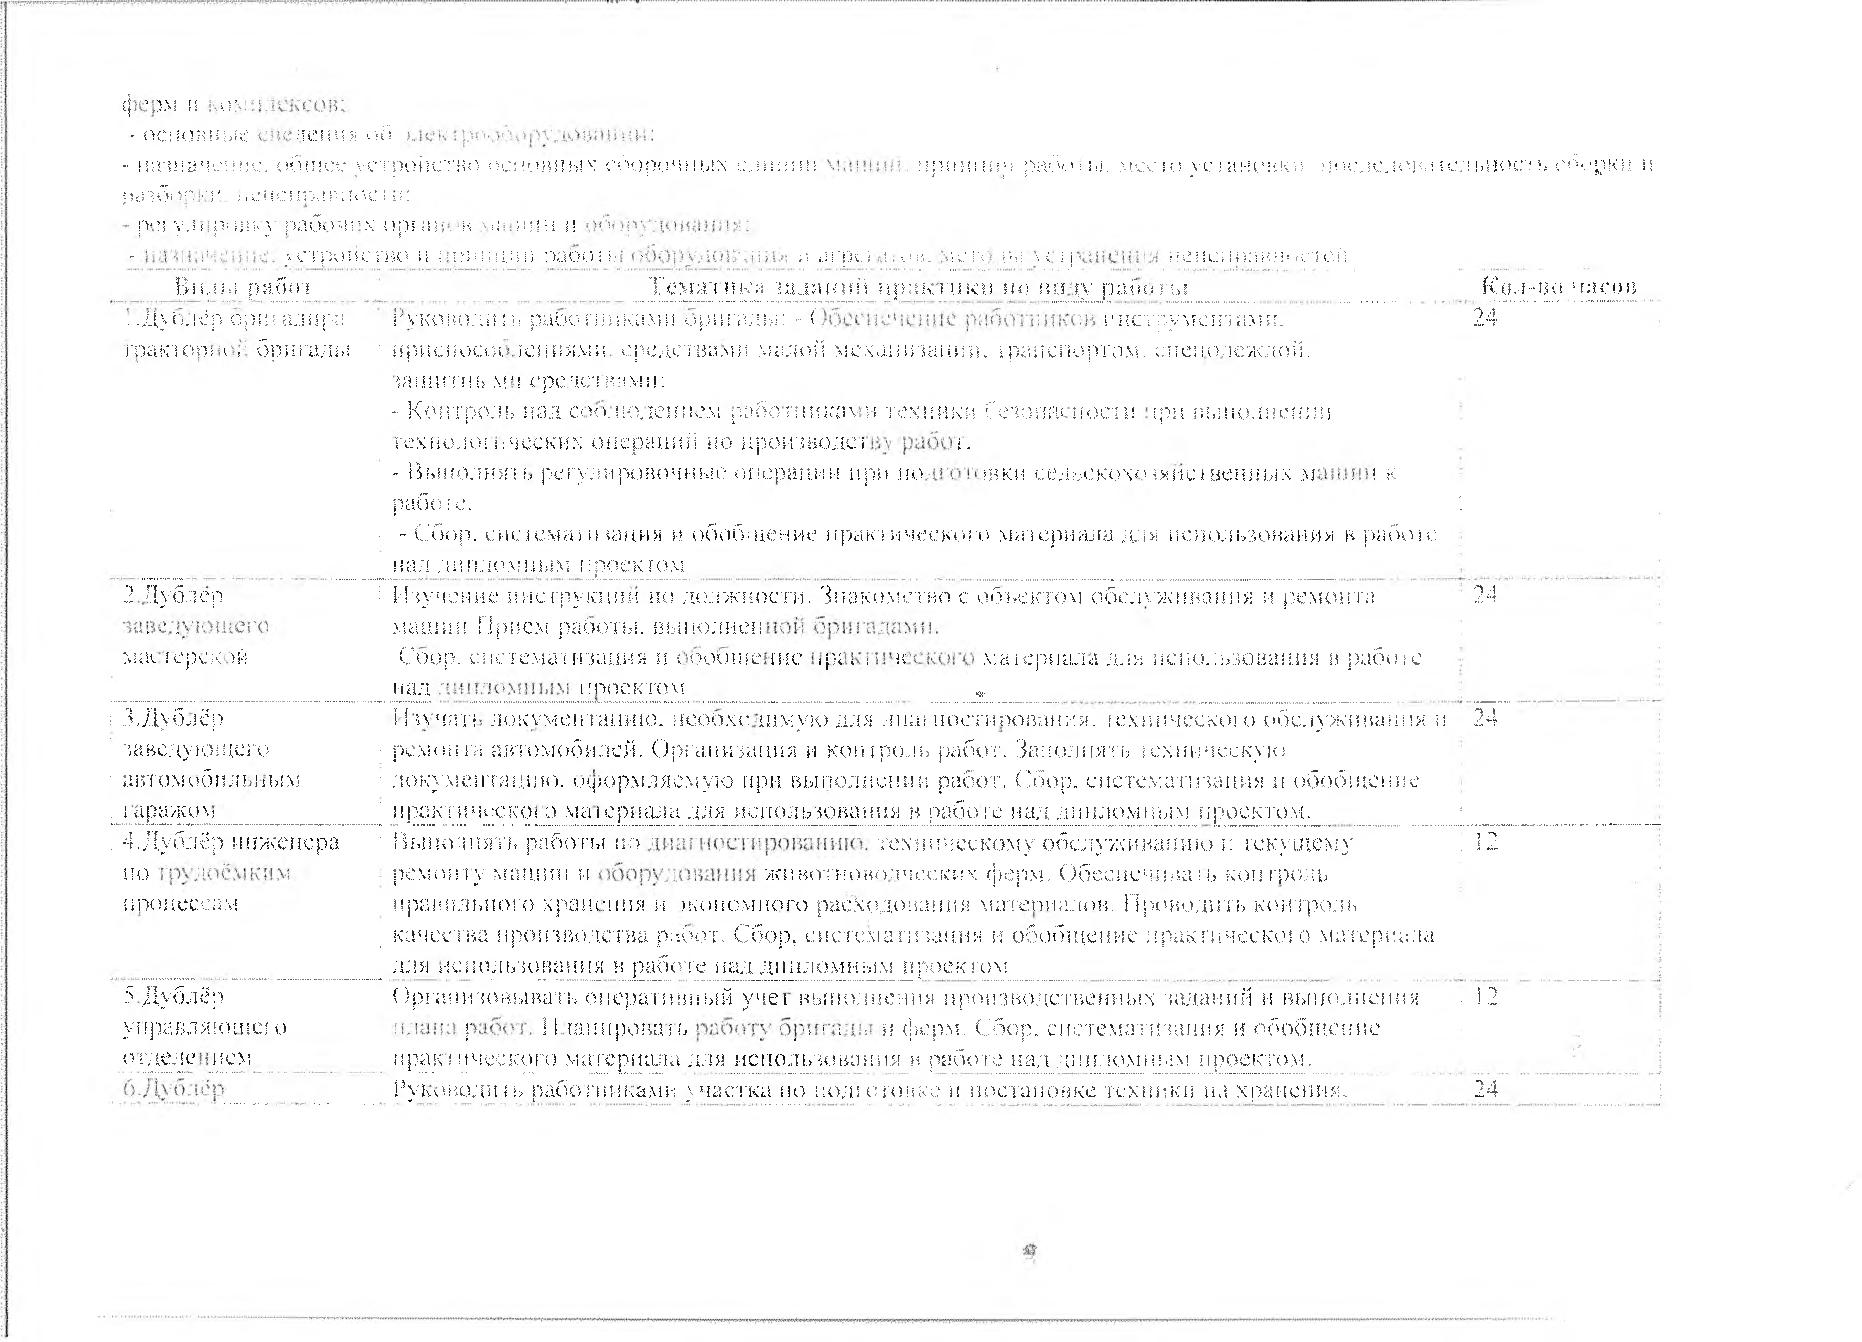 ферм и комплексов;
- основные сведения об электрооборудовании;
- назначение, общее устройство основных сборочных единиц машин, принцип работы, место установки, последовательность сборки и
разборки, неисправности;
- регулировку рабочих органов машин и оборудования;
- назначение, устройство и принцип работы оборудования и агрегатов, методы устранения неисправностей
Виды работ Тематика заданий практики по виду работы Кол-во часов
1.Дублёр бригадира Руководить работниками бригады: - Обеспечение работников инструментами, 24
тракторной бригады приспособлениями, средствами малой механизации, транспортом, спецодеждой,
защитными средствами;
- Контроль над соблюдением работниками техники безопасности при выполнении
технологических операций по производству работ.
- Выполнять регулировочные операции при подготовки сельскохозяйственных машин к
работе.
- Сбор, систематизация и обобщение практического материала для использования в работе
над дипломным проектом
2.Дублёр Изучение инструкций по должности. Знакомство с объектом обслуживания и ремонта 24
заведующего машин Прием работы, выполненной бригадами.
мастерской Сбор, систематизация и обобщение практического материала для использования в работе
над дипломным проектом
3.Дублёр Изучать документацию, необходимую для диагностирования, технического обслуживания и 24
заведующего ремонта автомобилей. Организация и контроль работ. Заполнять техническую
автомобильным документацию, оформляемую при выполнении работ. Сбор, систематизация и обобщение
гаражом практического материала для использования в работе над дипломным проектом.
4.Дублёр инженера Выполнять работы по диагностированию, техническому обслуживанию и текущему 12
по трудоёмким ремонту машин и оборудования животноводческих ферм. Обеспечивать контроль
процессам правильного хранения и экономного расходования материалов. Проводить контроль
качества производства работ. Сбор, систематизация и обобщение практического материала
для использования в работе над дипломным проектом
5.Дублёр Организовывать оперативный учет выполнения производственных заданий и выполнения 12
управляющего плана работ. Планировать работу бригады и ферм. Сбор, систематизация и обобщение
отделением практического материала для использования в работе над дипломным проектом.
6.Дублёр Руководить работниками участка по подготовке и постановке техники на хранения. 24